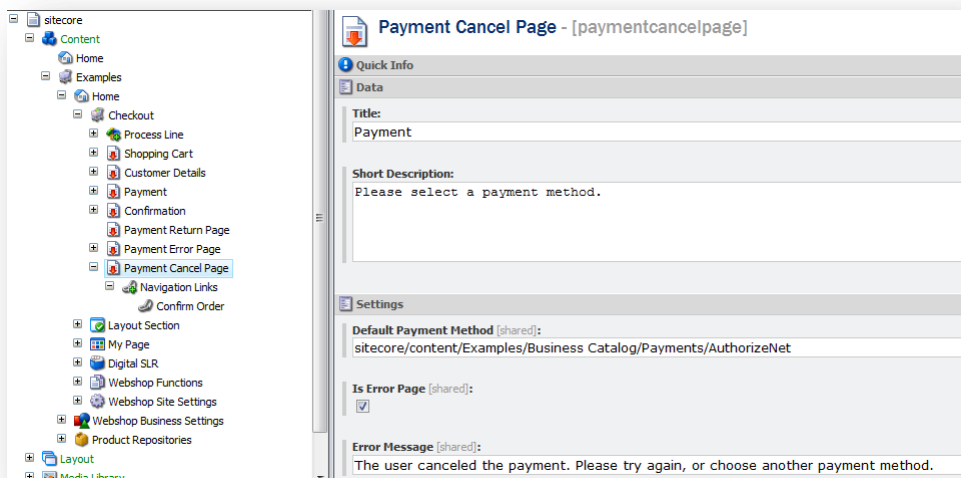 sitecore
Content
Home
Examples
Home
Checkout
Process Line
Shopping Cart
Customer Details
Payment
Confirmation
Payment Return Page
Payment Error Page
Payment Cancel Page
Navigation Links
Confirm Order
Layout Section
My Page
Digital SLR
Webshop Functions
Webshop Site Settings
Webshop Business Settings
Product Repositories
Layout
Media Library
Payment Cancel Page - [paymentcancelpage]
Quick Info
Data
Title:
Payment
Short Description:
Please select a payment method.
Settings
Default Payment Method [shared]:
sitecore/content/Examples/Business Catalog/Payments/AuthorizeNet
Is Error Page [shared]:
Error Message [shared]:
The user canceled the payment. Please try again, or choose another payment method.